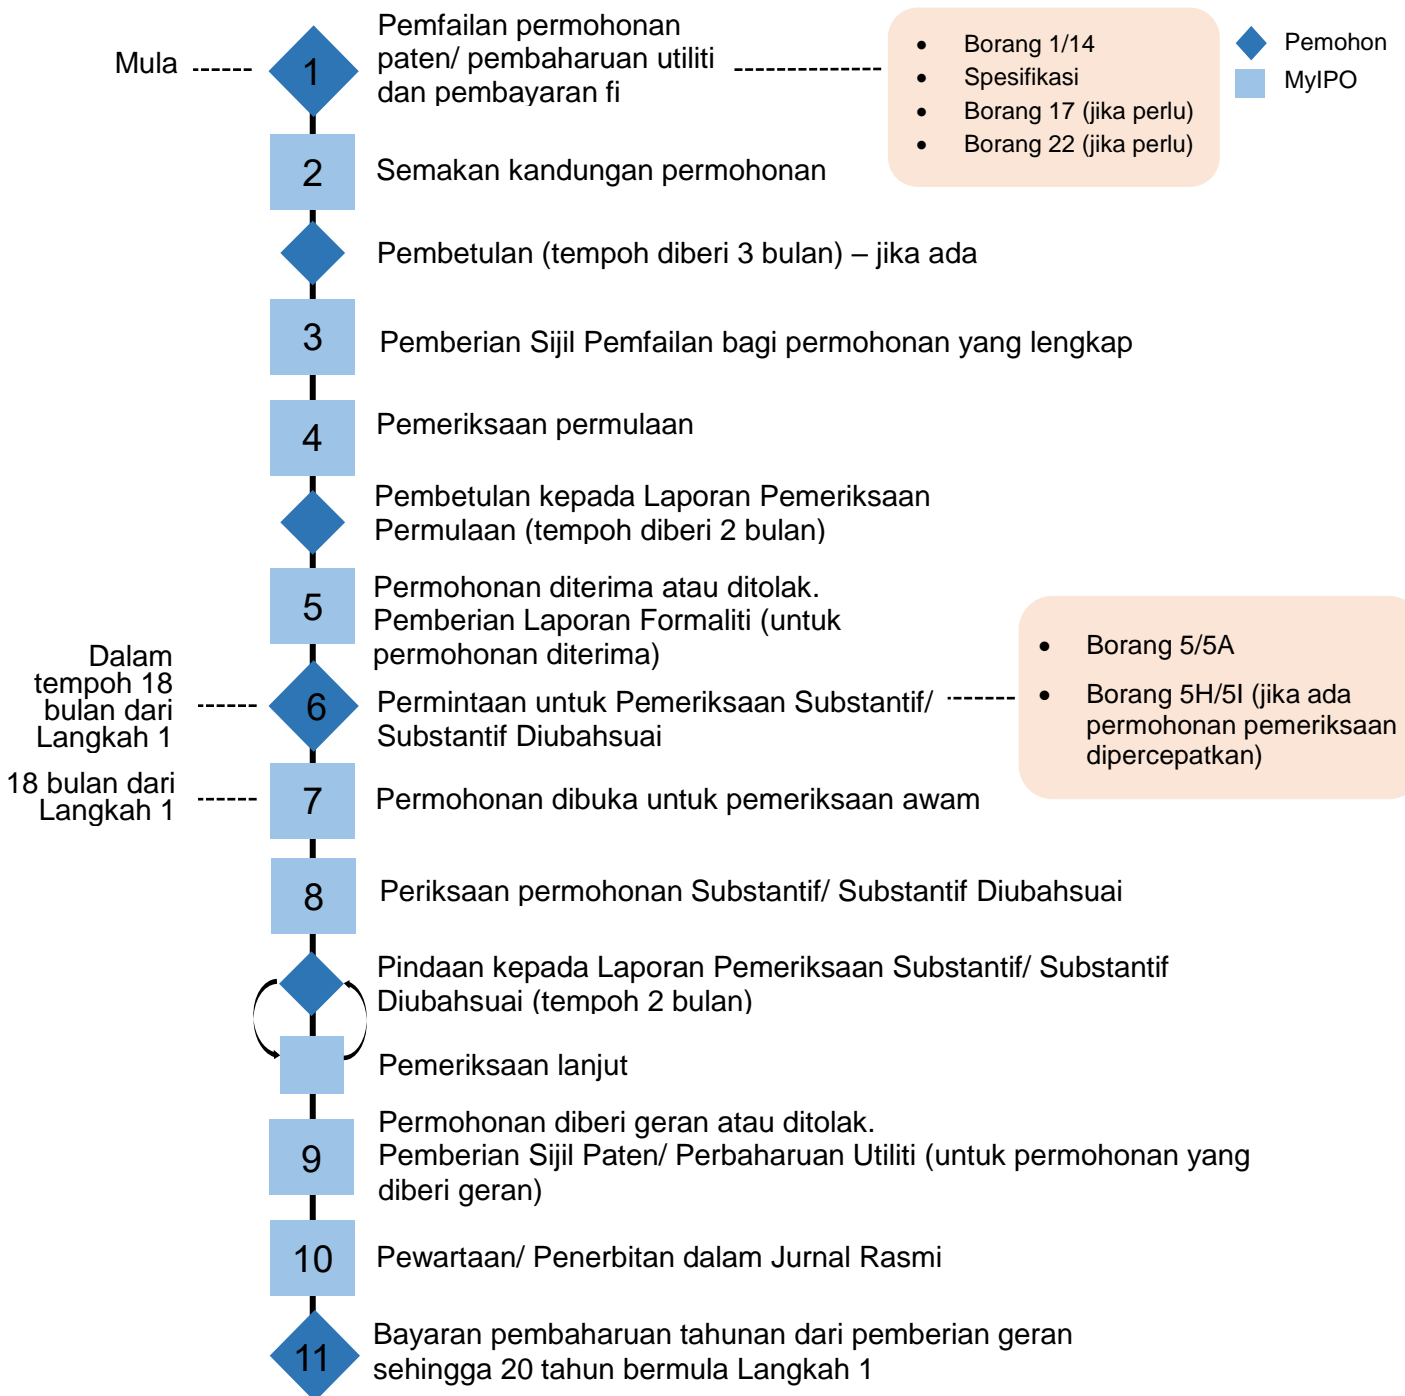 Mula
1
Pemfailan permohonan
paten/ pembaharuan utiliti
dan pembayaran fi
• Borang 1/14
• Spesifikasi
• Borang 17 (jika perlu)
• Borang 22 (jika perlu)
Pemohon
MyIPO
2
Semakan kandungan permohonan
Pembetulan (tempoh diberi 3 bulan) – jika ada
3
Pemberian Sijil Pemfailan bagi permohonan yang lengkap
4
Pemeriksaan permulaan
Pembetulan kepada Laporan Pemeriksaan
Permulaan (tempoh diberi 2 bulan)
5
Permohonan diterima atau ditolak.
Pemberian Laporan Formaliti (untuk
permohonan diterima)
Dalam
tempoh 18
bulan dari
Langkah 1
6
Permintaan untuk Pemeriksaan Substantif/
Substantif Diubahsuai
• Borang 5/5A
• Borang 5H/5I (jika ada
permohonan pemeriksaan
dipercepatkan)
18 bulan dari
Langkah 1
7
Permohonan dibuka untuk pemeriksaan awam
8
Periksaan permohonan Substantif/ Substantif Diubahsuai
Pindaan kepada Laporan Pemeriksaan Substantif/ Substantif
Diubahsuai (tempoh 2 bulan)
Pemeriksaan lanjut
9
Permohonan diberi geran atau ditolak.
Pemberian Sijil Paten/ Perbaharuan Utiliti (untuk permohonan yang
diberi geran)
10
Pewartaan/ Penerbitan dalam Jurnal Rasmi
11
Bayaran pembaharuan tahunan dari pemberian geran
sehingga 20 tahun bermula Langkah 1